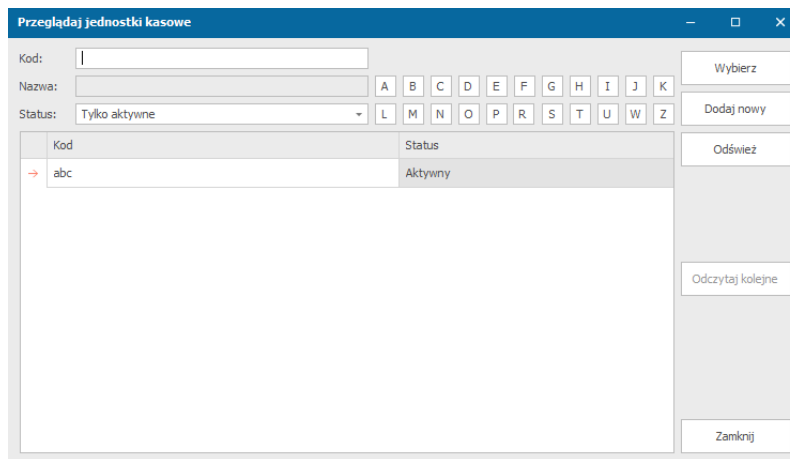 Przeglądaj jednostki kasowe
Kod:
Wybierz
Nazwa:
A B C D E F G H I J K
Status: Tylko aktywne
L M N O P R S T U W Z
Dodaj nowy
Kod Status
Odśwież
abc Aktywny
Odczytaj kolejne
Zamknij